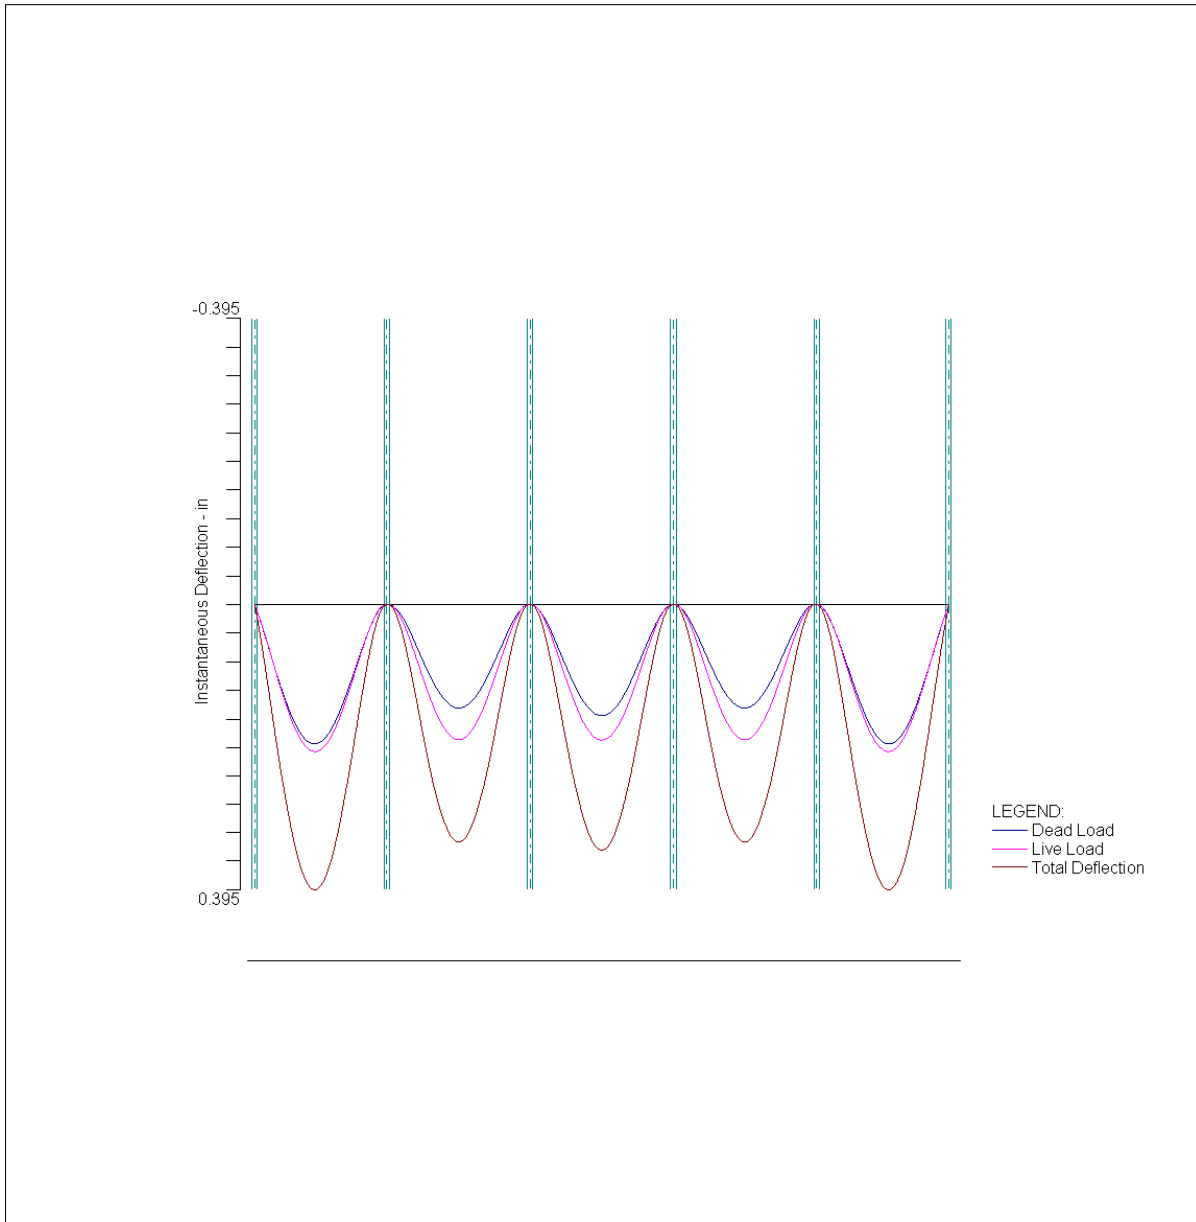 -0.395
Instantaneous Deflection - in
0.395
LEGEND:
Dead Load
Live Load
Total Deflection